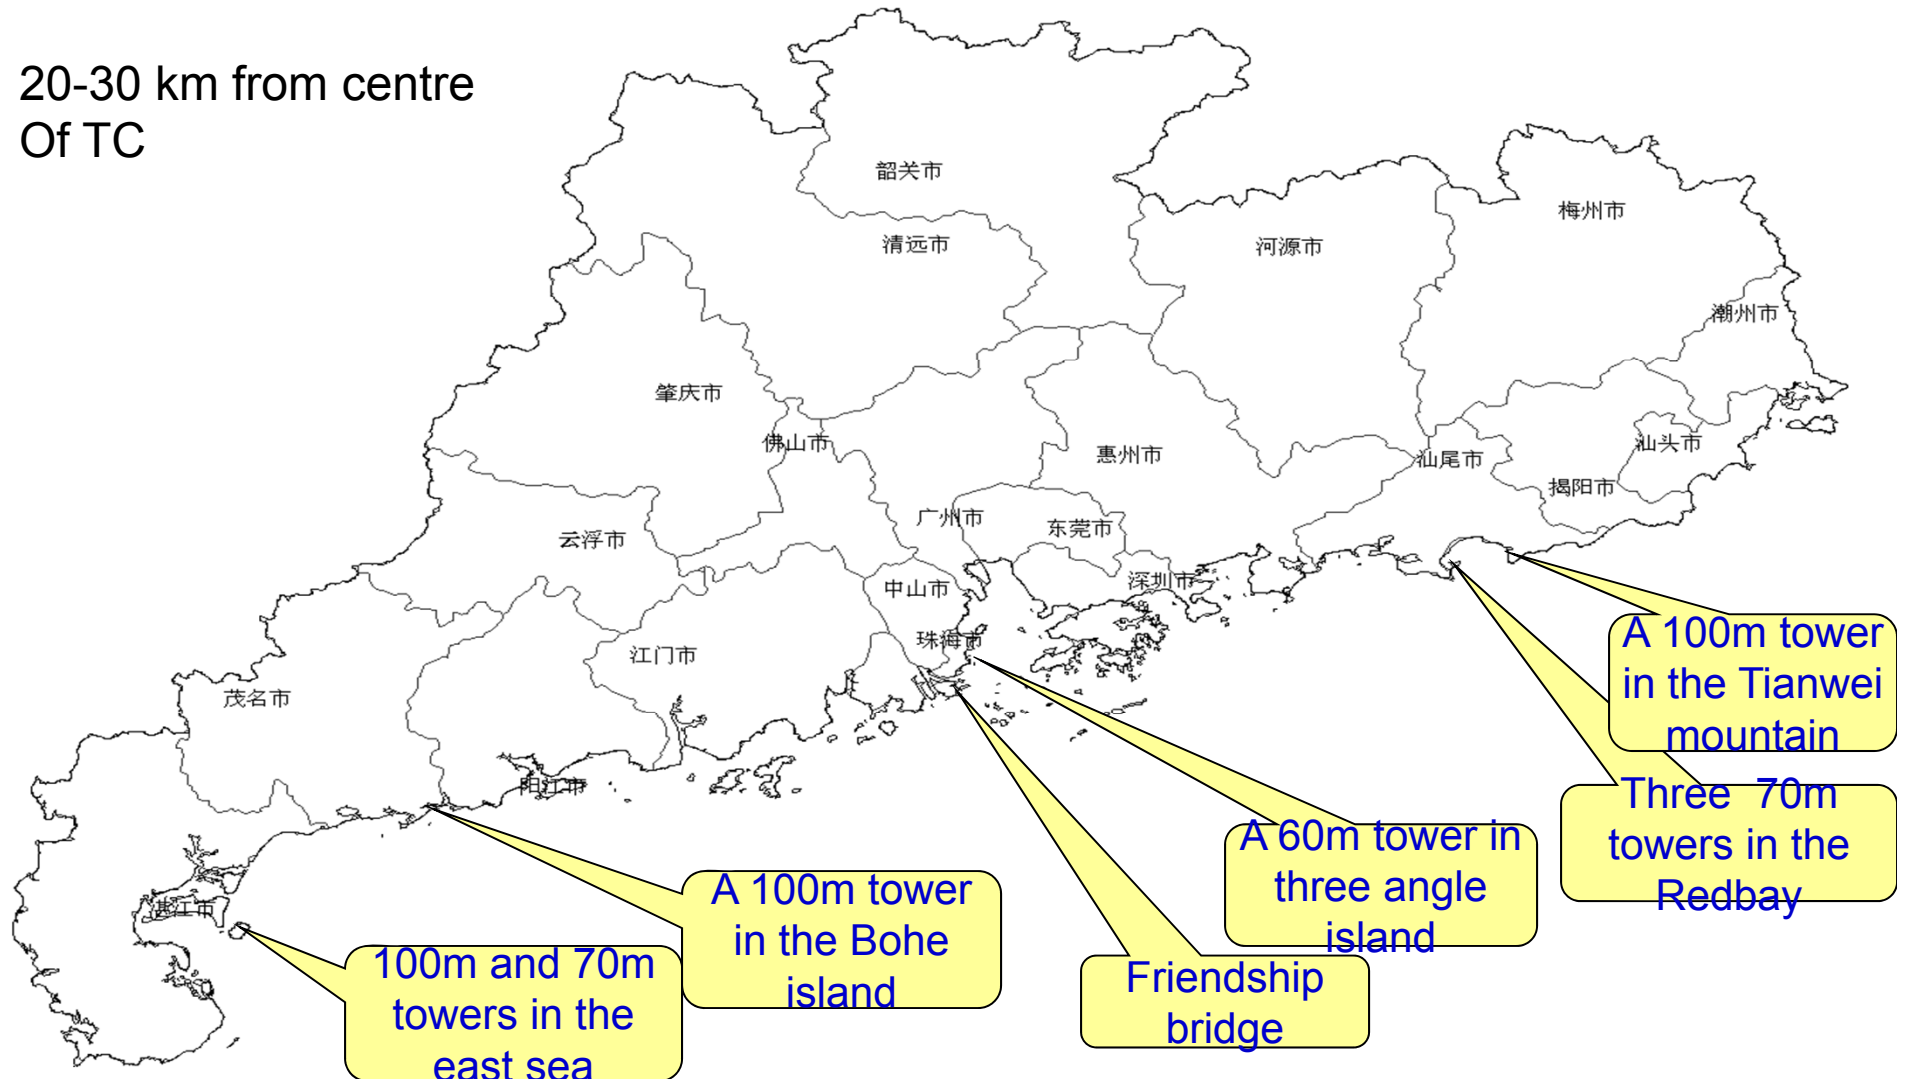 20-30 km from centre
Of TC
韶关市
梅州市
清远市
河源市
潮州市
肇庆市
佛山市
惠州市
汕头市
汕尾市
揭阳市
广州市
东莞市
云浮市
深圳市
中山市
珠海市
江门市
茂名市
阳江市
湛江市
A 100m tower
in the Tianwei
mountain
Three 70m
towers in the
Redbay
A 60m tower in
three angle
island
Friendship
bridge
A 100m tower
in the Bohe
island
100m and 70m
towers in the
east sea